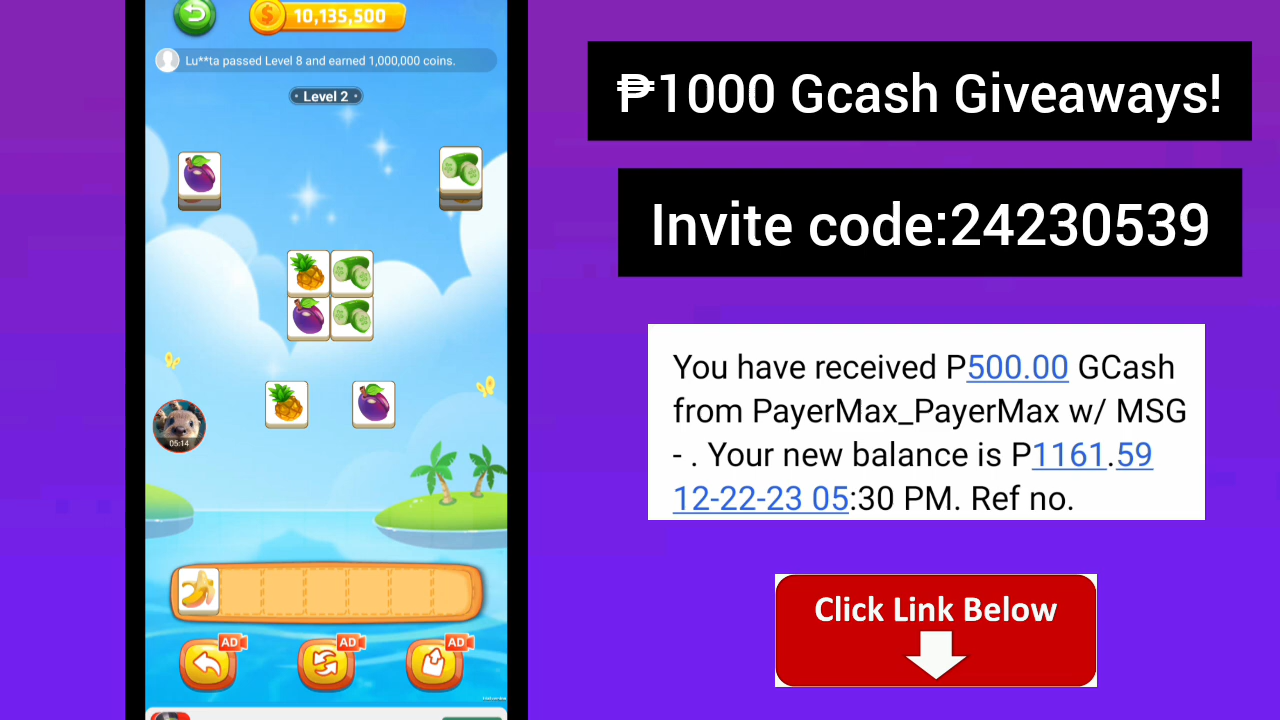 10,135,500
Lu**ta passed Level 8 and earned 1,000,000 coins.
· Level 2 ·
05:14
AD
AD
AD
₱1000 Gcash Giveaways!
Invite code:24230539
You have received P500.00 GCash
from PayerMax_PayerMax w/ MSG
- . Your new balance is P1161.59
12-22-23 05:30 PM. Ref no.
Click Link Below